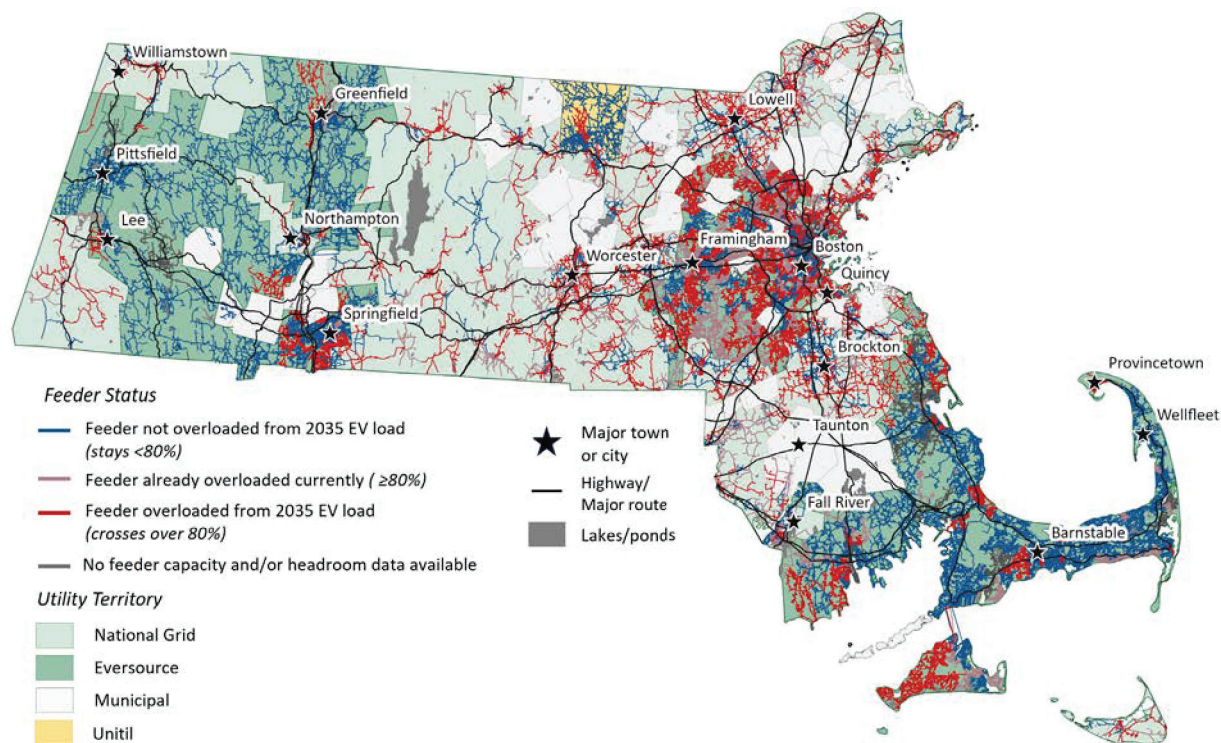 Williamstown
Greenfield
Lowell
Pittsfield
Lee
Northampton
Framingham
Boston
Worcester
Quincy
Springfield
Brockton
Provincetown
Wellfleet
Taunton
Fall River
Barnstable
Feeder Status
Feeder not overloaded from 2035 EV load
(stays <80%)
Feeder already overloaded currently ( ≥80%)
Feeder overloaded from 2035 EV load
(crosses over 80%)
No feeder capacity and/or headroom data available
Utility Territory
National Grid
Eversource
Municipal
Unitil
Major town
or city
Highway/
Major route
Lakes/ponds